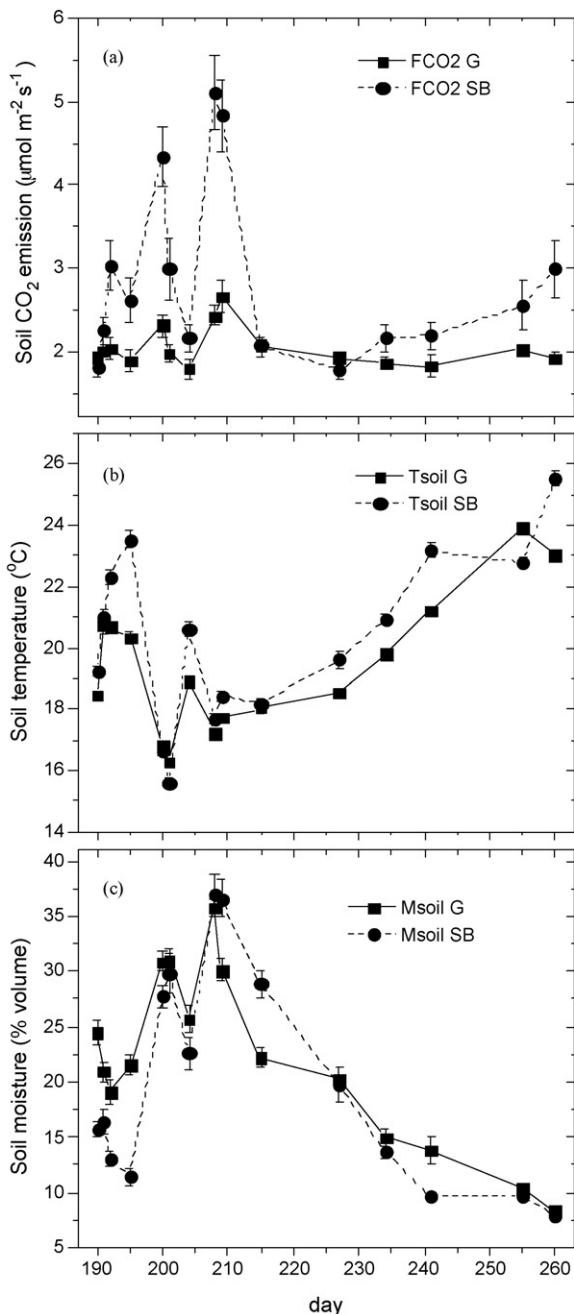 6
(a)
FCO2 G
FCO2 SB
5
4
3
2
Soil CO₂ emission (μmol m⁻² s⁻¹)
26
(b)
Tsoil G
Tsoil SB
24
22
20
18
16
14
Soil temperature (⁰C)
40
(c)
Msoil G
Msoil SB
35
30
25
20
15
10
5
Soil moisture (% volume)
190 200 210 220 230 240 250 260
day